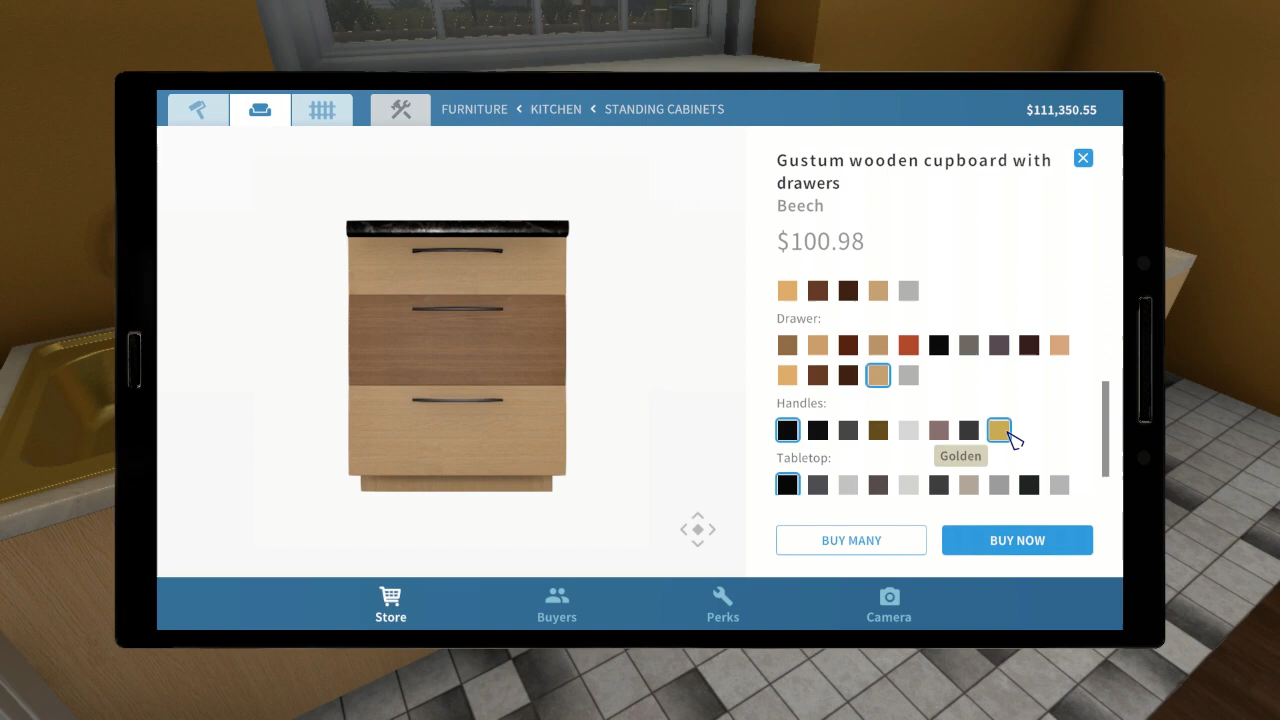 FURNITURE < KITCHEN < STANDING CABINETS
$111,350.55
Gustum wooden cupboard with
drawers
Beech
$100.98
Drawer:
Handles:
Golden
Tabletop:
BUY MANY
BUY NOW
Store
Buyers
Perks
Camera